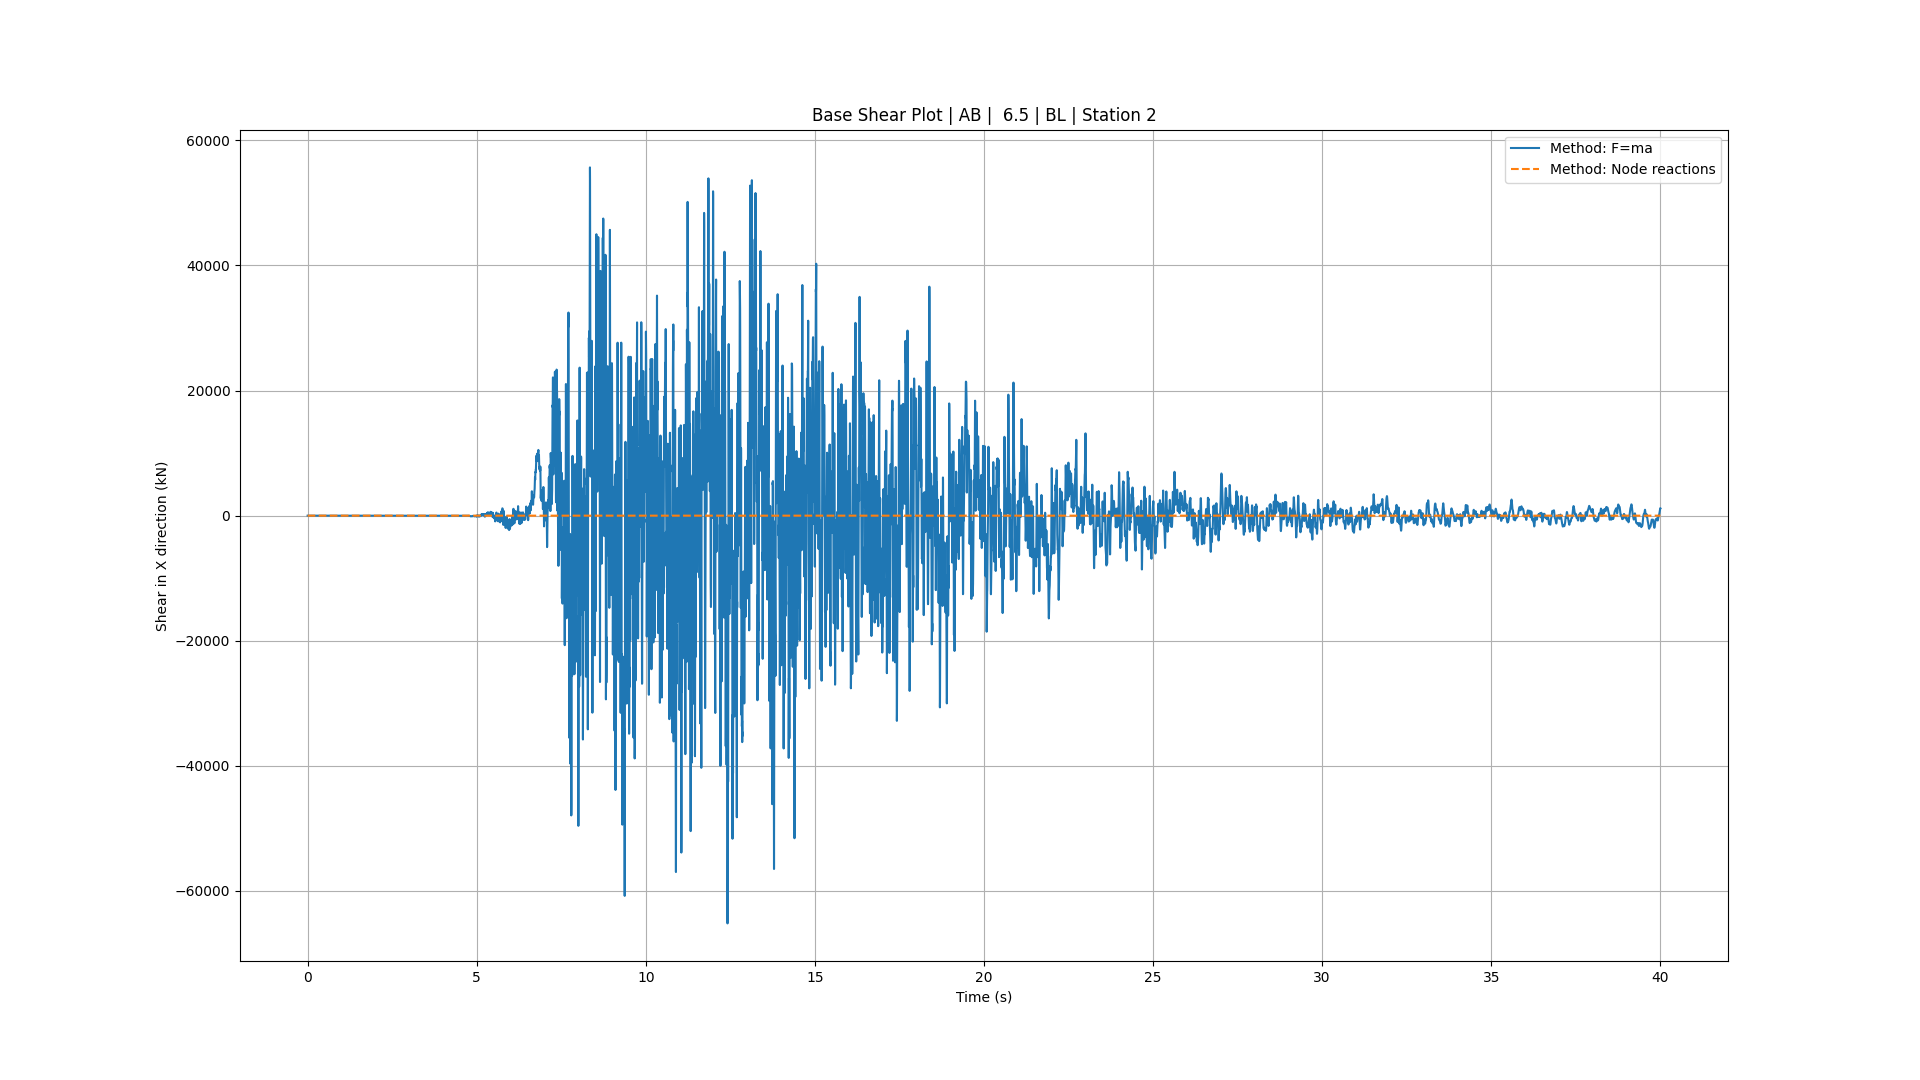 Base Shear Plot | AB |  6.5 | BL | Station 2
Method: F=ma
Method: Node reactions
Shear in X direction (kN)
60000
40000
20000
0
−20000
−40000
−60000
0 5 10 15 20 25 30 35 40
Time (s)